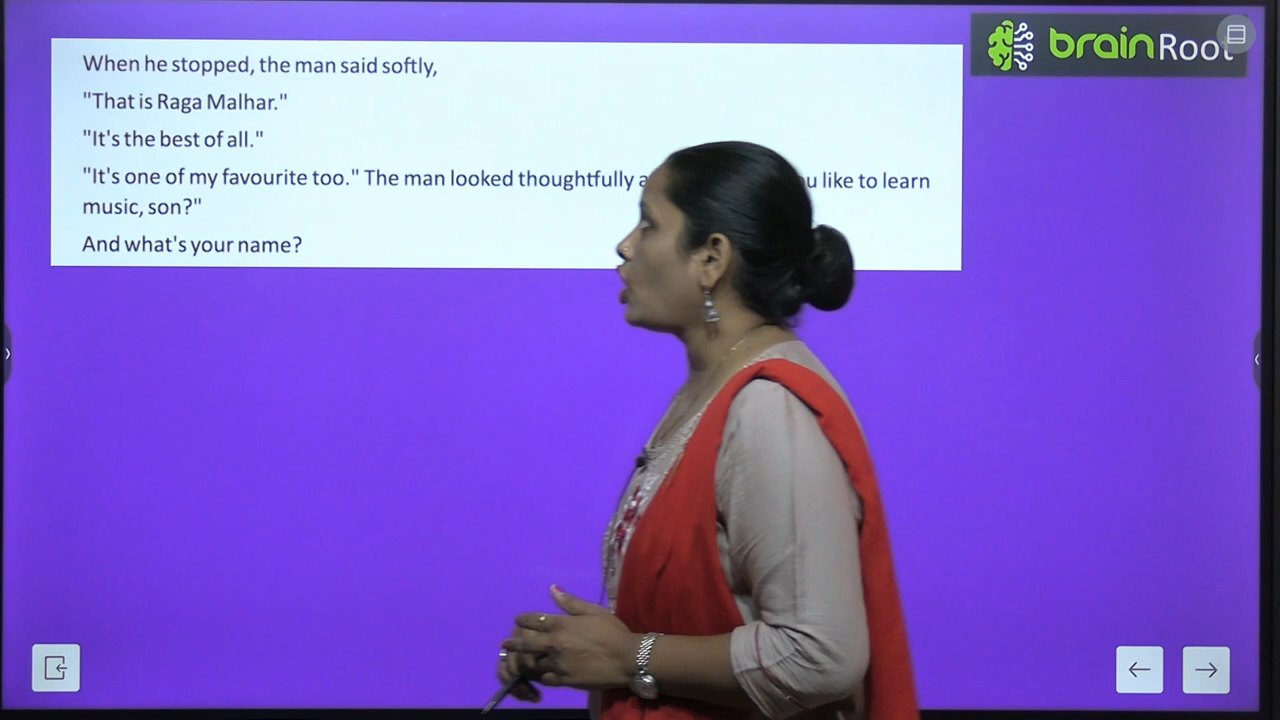 brainRoot
When he stopped, the man said softly,
"That is Raga Malhar."
"It's the best of all."
"It's one of my favourite too." The man looked thoughtfully like to learn
music, son?"
And what's your name?